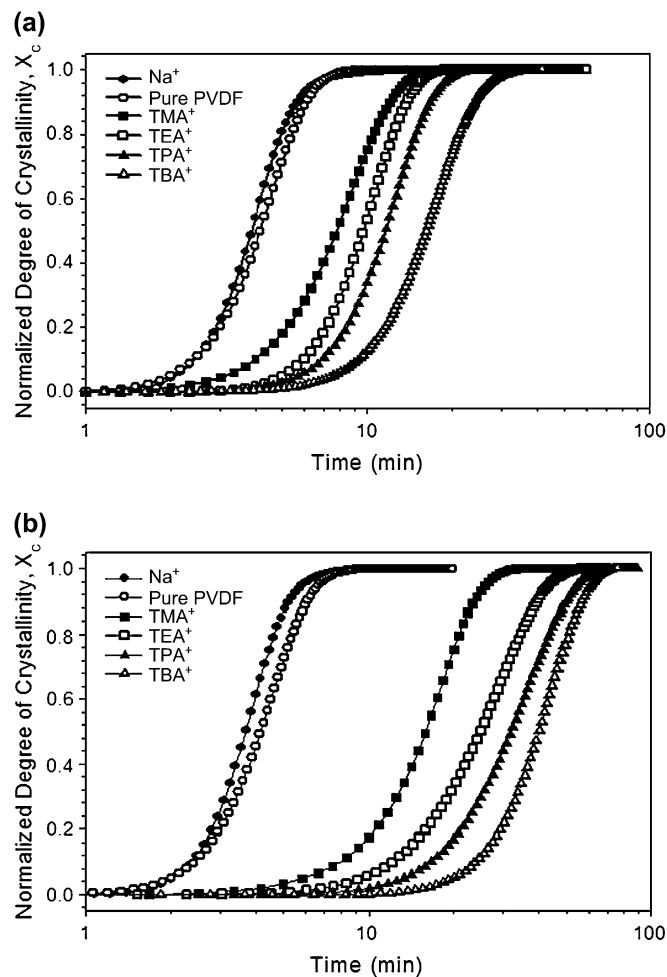 (a)
Normalized Degree of Crystallinity, X_c
1.0
0.8
0.6
0.4
0.2
0.0
Na⁺
Pure PVDF
TMA⁺
TEA⁺
TPA⁺
TBA⁺
1 10 100
Time (min)
(b)
Normalized Degree of Crystallinity, X_c
1.0
0.8
0.6
0.4
0.2
0.0
Na⁺
Pure PVDF
TMA⁺
TEA⁺
TPA⁺
TBA⁺
1 10 100
Time (min)